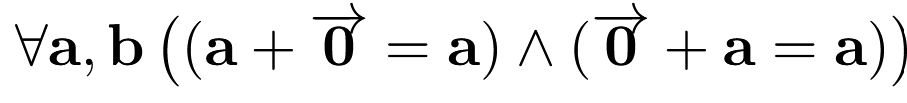 ∀𝐚, 𝐛 ((𝐚 + 𝟎⃗ = 𝐚) ∧ (𝟎⃗ + 𝐚 = 𝐚))